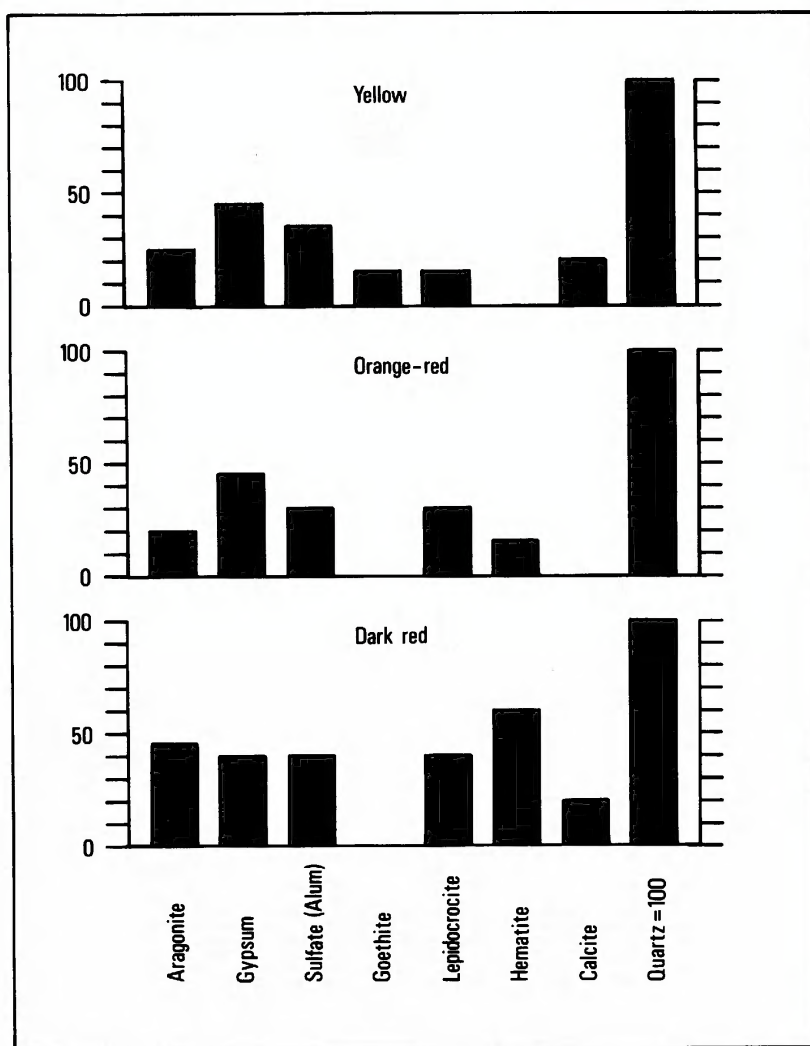 Yellow
100
50
0
Orange-red
100
50
0
Dark red
100
50
0
Aragonite
Gypsum
Sulfate (Alum)
Goethite
Lepidocrocite
Hematite
Calcite
Quartz = 100